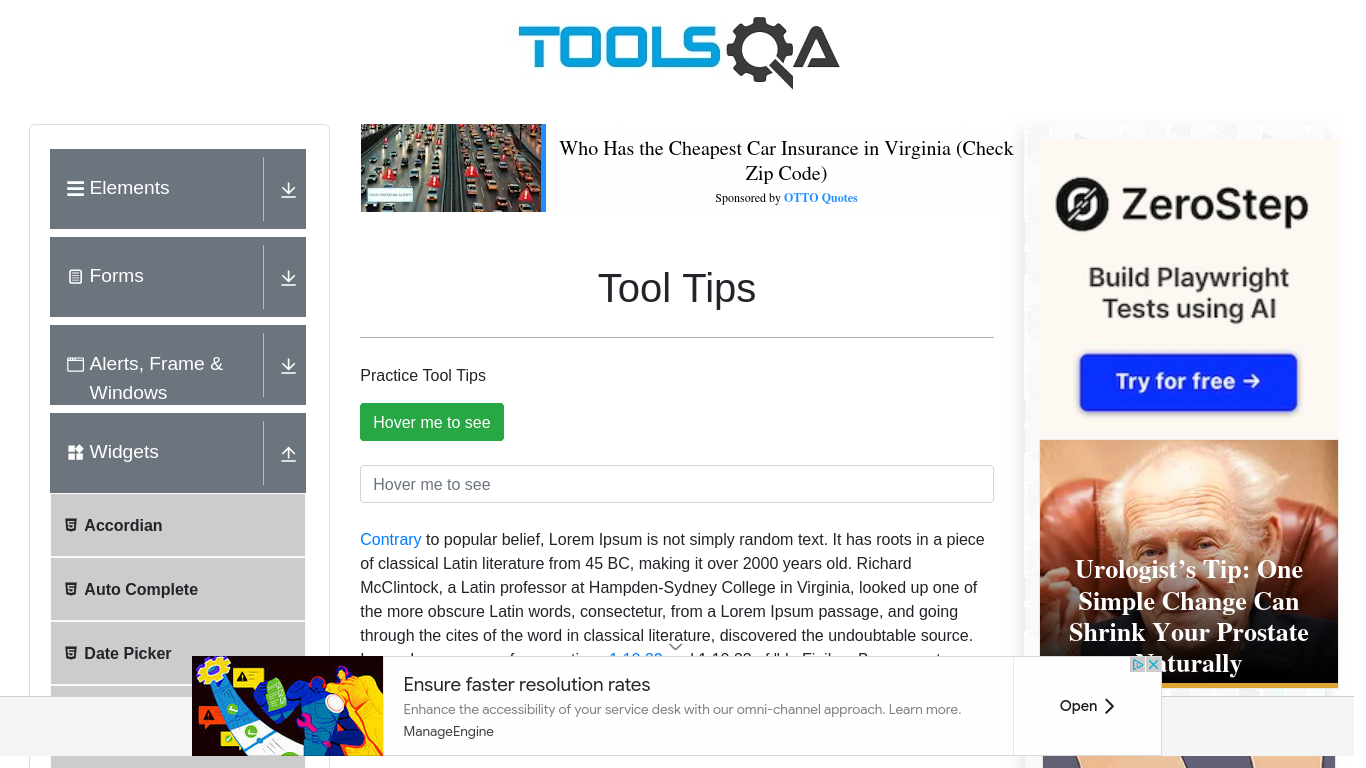 TOOLSQA
Elements
Forms
Alerts, Frame &
Windows
Widgets
Accordian
Auto Complete
Date Picker
Who Has the Cheapest Car Insurance in Virginia (Check
Zip Code)
Sponsored by OTTO Quotes
Tool Tips
Practice Tool Tips
Hover me to see
Hover me to see
Contrary to popular belief, Lorem Ipsum is not simply random text. It has roots in a piece
of classical Latin literature from 45 BC, making it over 2000 years old. Richard
McClintock, a Latin professor at Hampden-Sydney College in Virginia, looked up one of
the more obscure Latin words, consectetur, from a Lorem Ipsum passage, and going
through the cites of the word in classical literature, discovered the undoubtable source.
ZeroStep
Build Playwright
Tests using AI
Try for free →
Urologist's Tip: One
Simple Change Can
Shrink Your Prostate
Naturally
Ensure faster resolution rates
Enhance the accessibility of your service desk with our omni-channel approach. Learn more.
ManageEngine
Open